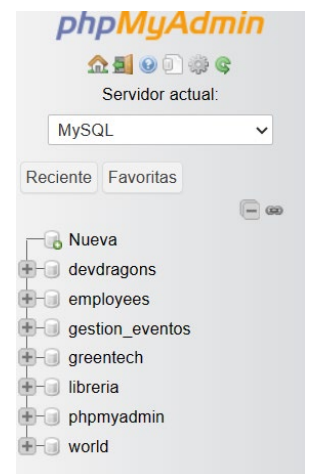 phpMyAdmin
Servidor actual:
MySQL
Reciente Favoritas
Nueva
devdragons
employees
gestion_eventos
greentech
libreria
phpmyadmin
world